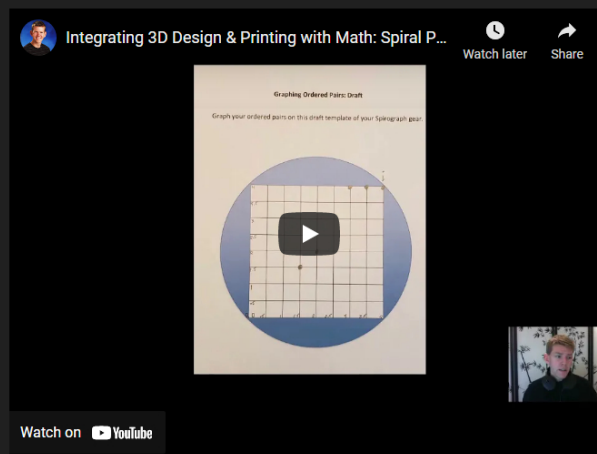 Integrating 3D Design & Printing with Math: Spiral P...
Watch later
Share
Graphing Ordered Pairs: Draft
Graph your ordered pairs on this draft template of your Spirograph gear.
Watch on YouTube